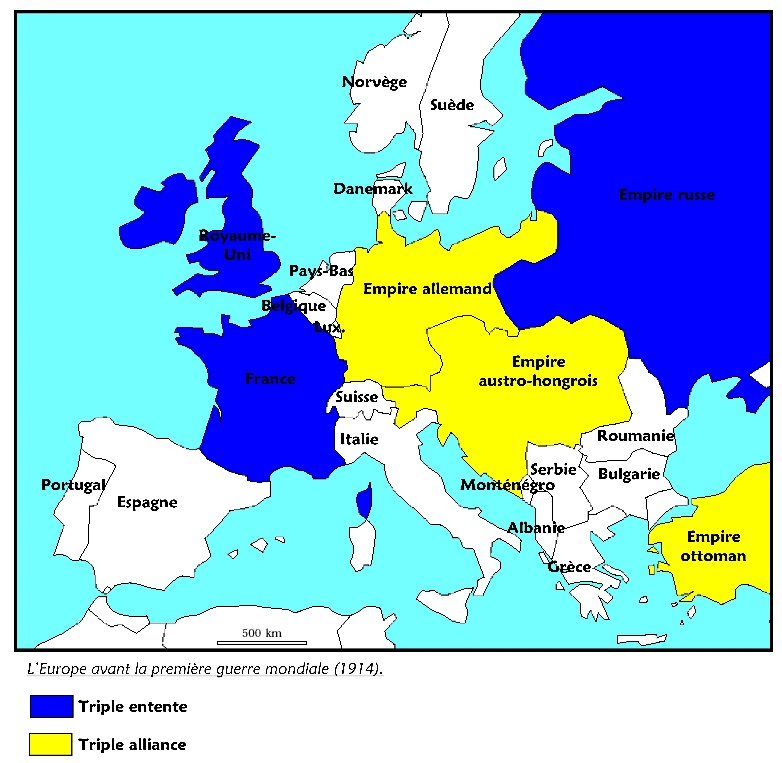 Norvège
Suède
Danemark
Empire russe
Royaume-
Uni
Pays-Bas
Empire allemand
Belgique
Lux.
Empire
austro-hongrois
France
Suisse
Italie
Roumanie
Serbie
Bulgarie
Portugal
Espagne
Monténégro
Albanie
Empire
ottoman
Grèce
500 km
L'Europe avant la première guerre mondiale (1914).
Triple entente
Triple alliance